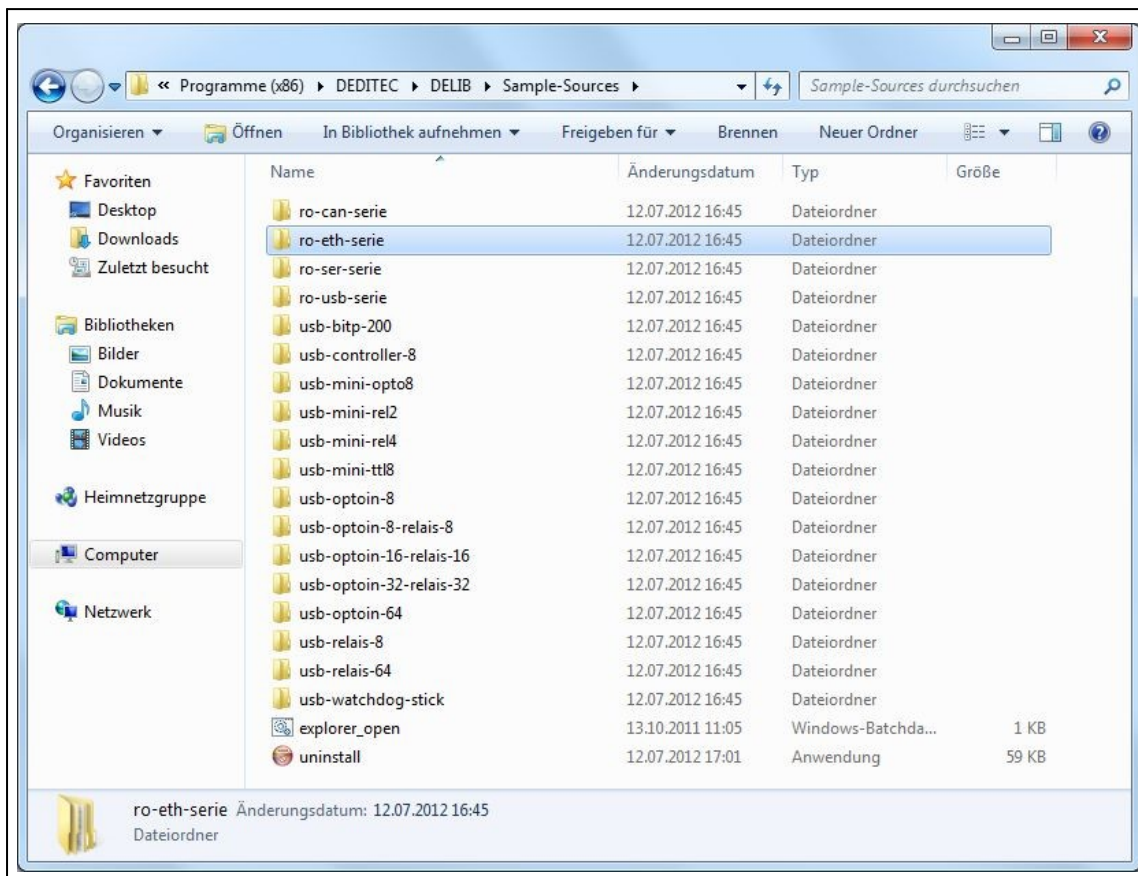 « Programme (x86) ▸ DEDITEC ▸ DELIB ▸ Sample-Sources ▸ Sample-Sources durchsuchen
Organisieren Öffnen In Bibliothek aufnehmen Freigeben für Brennen Neuer Ordner
Favoriten
Desktop
Downloads
Zuletzt besucht
Bibliotheken
Bilder
Dokumente
Musik
Videos
Heimnetzgruppe
Computer
Netzwerk
Name Änderungsdatum Typ Größe
ro-can-serie 12.07.2012 16:45 Dateiordner
ro-eth-serie 12.07.2012 16:45 Dateiordner
ro-ser-serie 12.07.2012 16:45 Dateiordner
ro-usb-serie 12.07.2012 16:45 Dateiordner
usb-bitp-200 12.07.2012 16:45 Dateiordner
usb-controller-8 12.07.2012 16:45 Dateiordner
usb-mini-opto8 12.07.2012 16:45 Dateiordner
usb-mini-rel2 12.07.2012 16:45 Dateiordner
usb-mini-rel4 12.07.2012 16:45 Dateiordner
usb-mini-ttl8 12.07.2012 16:45 Dateiordner
usb-optoin-8 12.07.2012 16:45 Dateiordner
usb-optoin-8-relais-8 12.07.2012 16:45 Dateiordner
usb-optoin-16-relais-16 12.07.2012 16:45 Dateiordner
usb-optoin-32-relais-32 12.07.2012 16:45 Dateiordner
usb-optoin-64 12.07.2012 16:45 Dateiordner
usb-relais-8 12.07.2012 16:45 Dateiordner
usb-relais-64 12.07.2012 16:45 Dateiordner
usb-watchdog-stick 12.07.2012 16:45 Dateiordner
explorer_open 13.10.2011 11:05 Windows-Batchda... 1 KB
uninstall 12.07.2012 17:01 Anwendung 59 KB
ro-eth-serie Änderungsdatum: 12.07.2012 16:45
Dateiordner